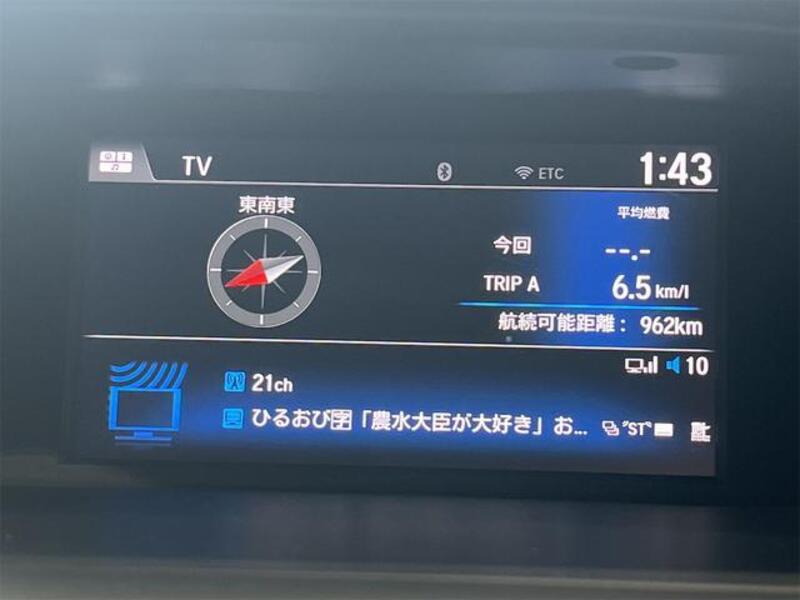 TV
ETC
1:43
東南東
平均燃費
今回 --.-
TRIP A 6.5 km/l
航続可能距離: 962km
10
21ch
ひるおび字「農水大臣が大好き」お...
"ST"